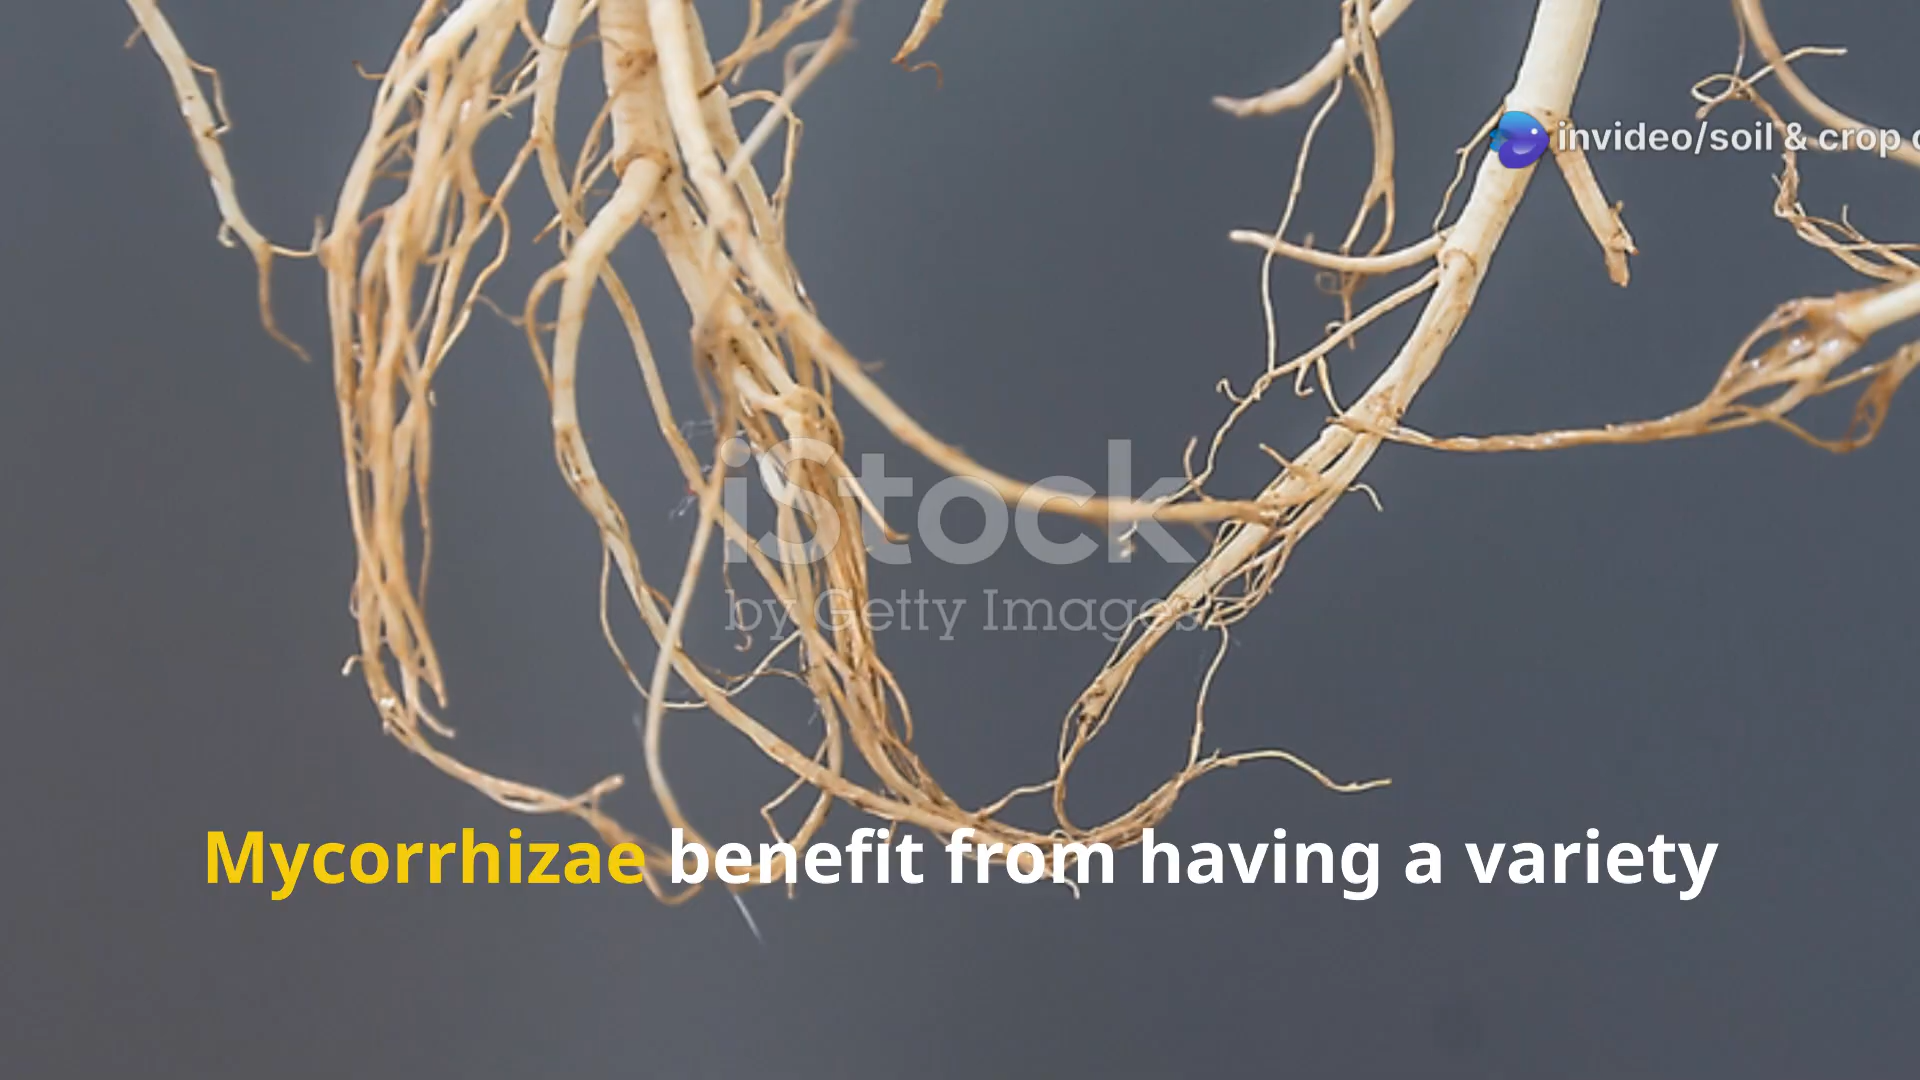 invideo/soil & crop
iStock
by Getty Images
Mycorrhizae benefit from having a variety